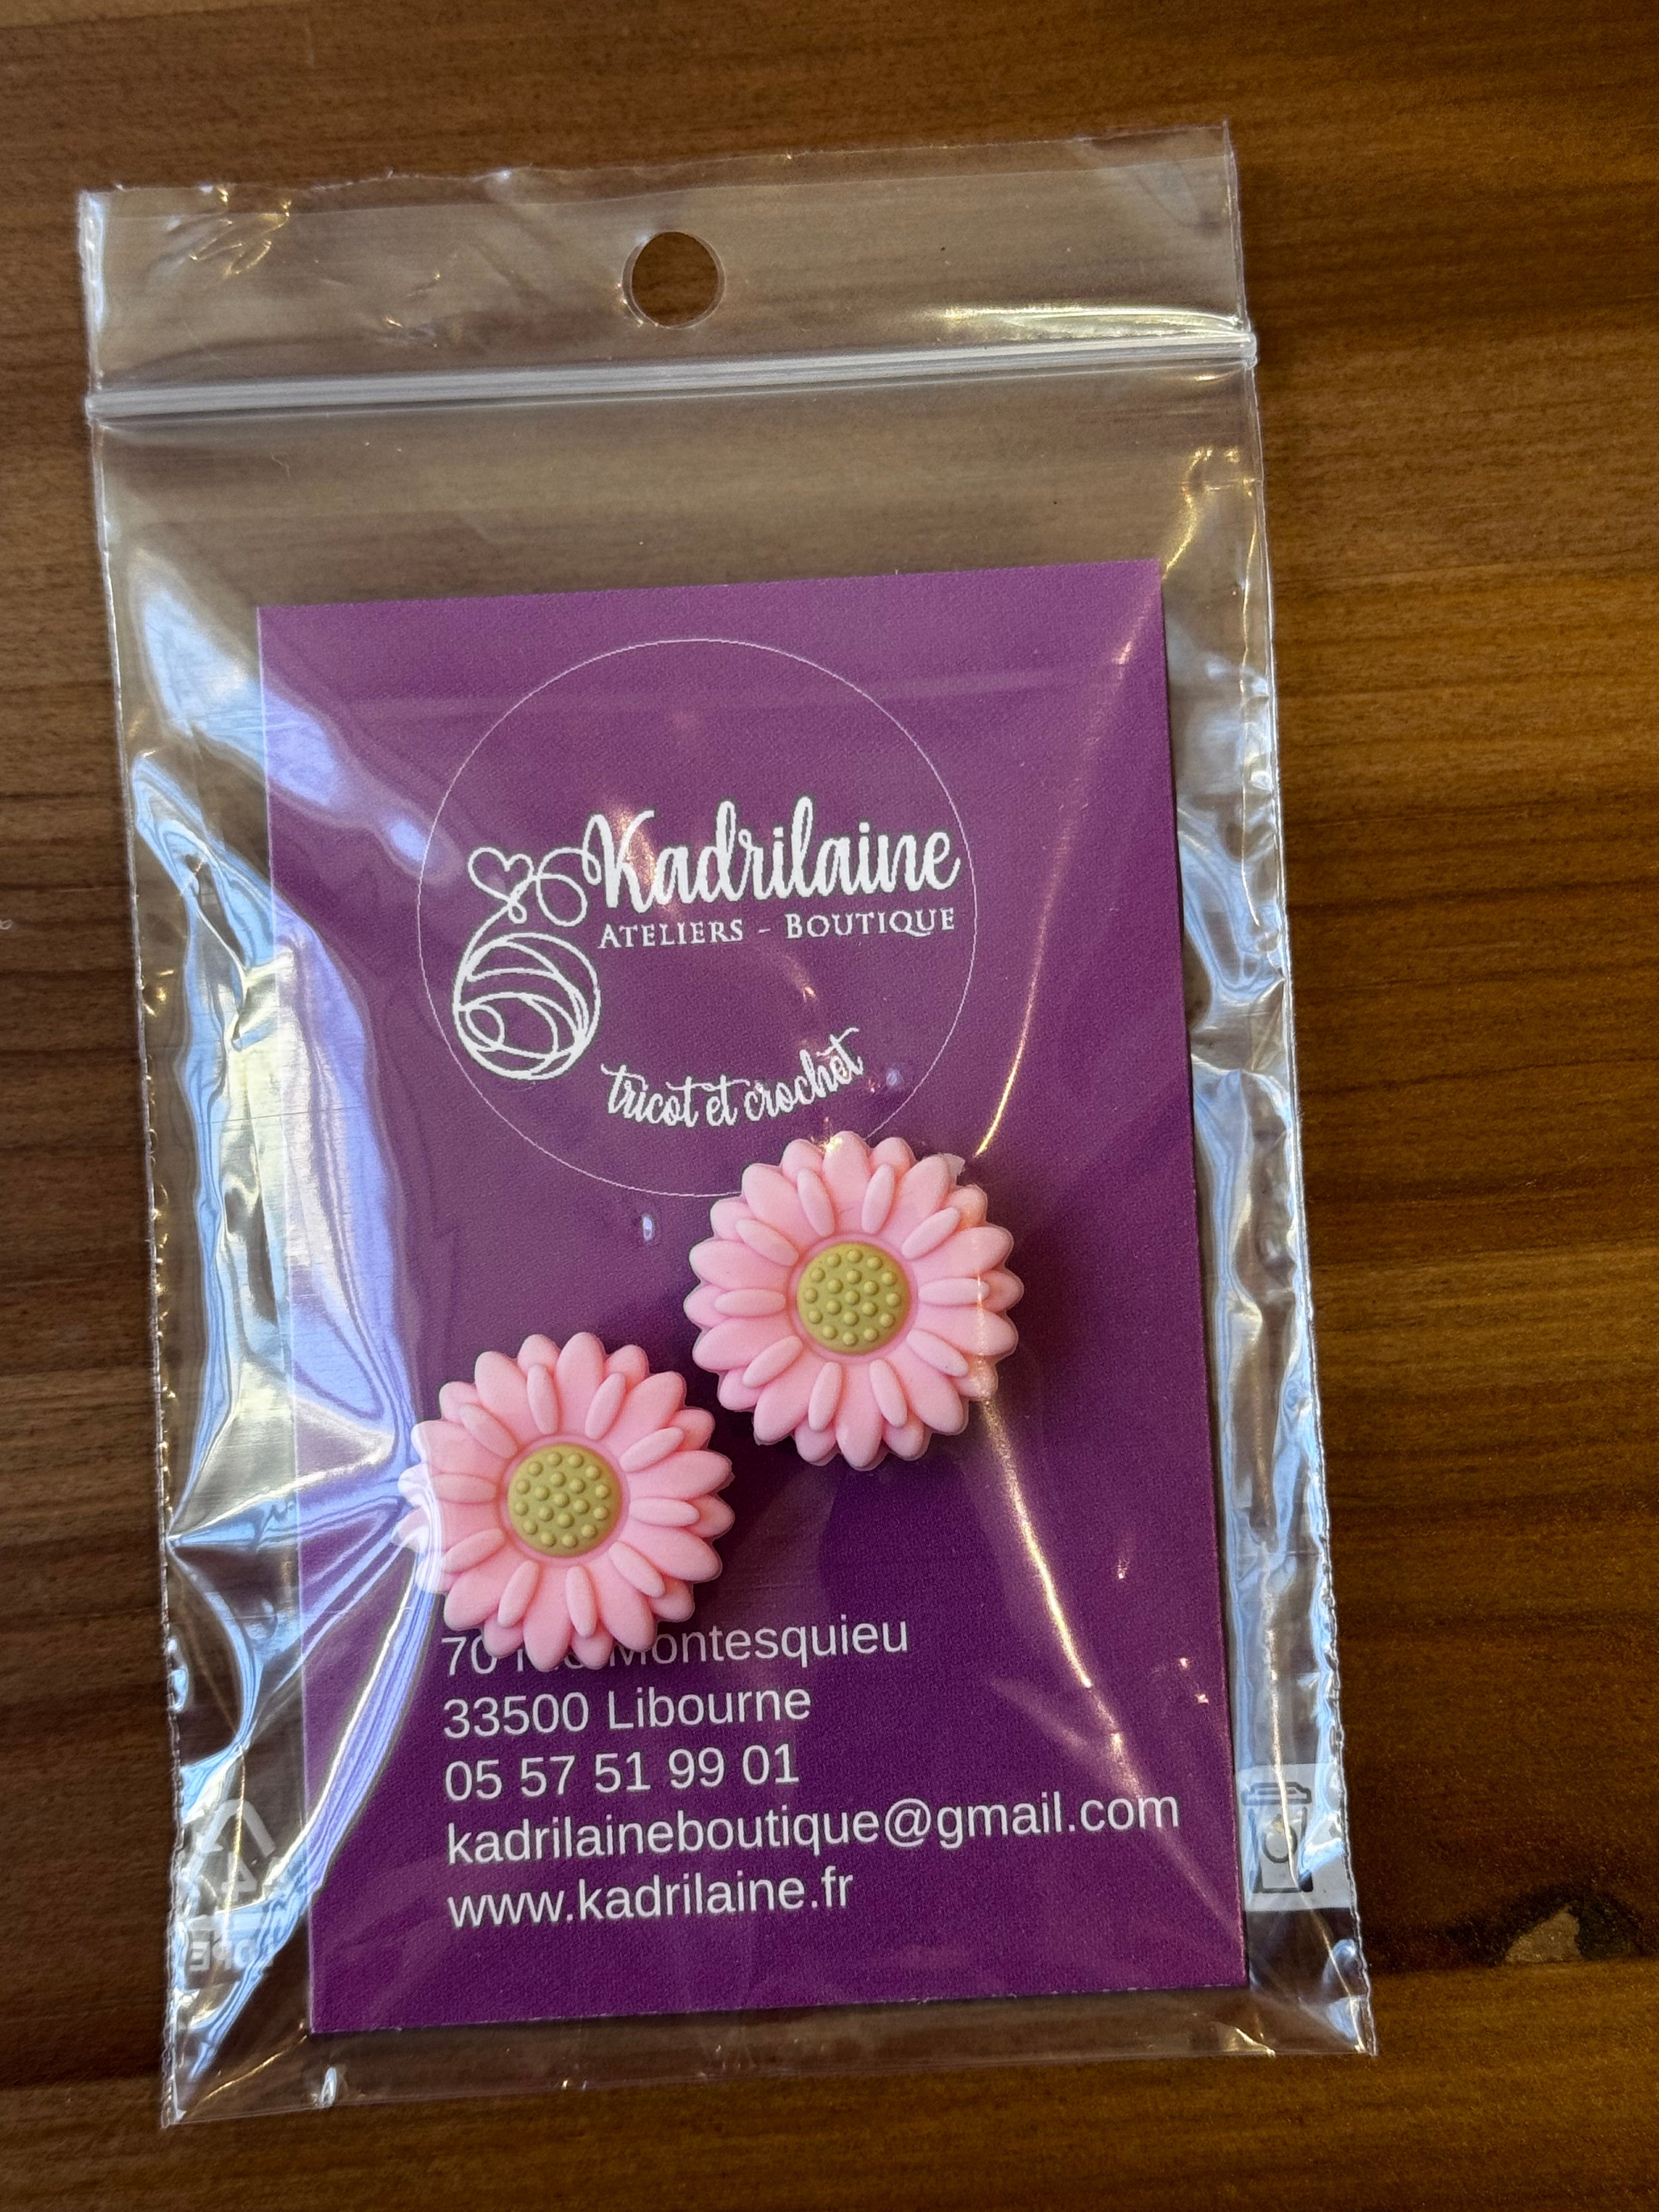 Kadrilaine
ATELIERS - BOUTIQUE
tricot et crochet
70 Montesquieu
33500 Libourne
05 57 51 99 01
kadrilaineboutique@gmail.com
www.kadrilaine.fr